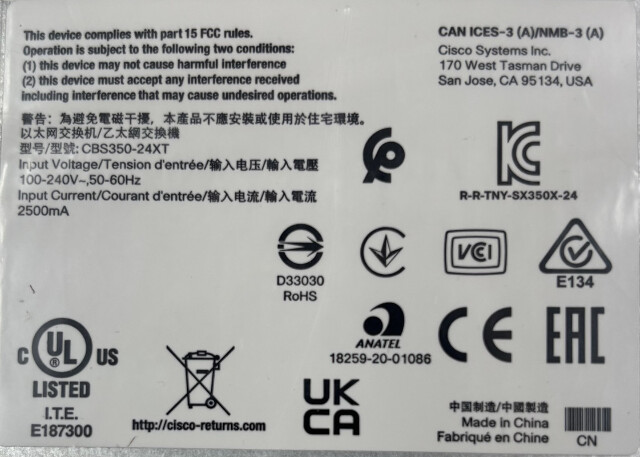 This device complies with part 15 FCC rules.
Operation is subject to the following two conditions:
(1) this device may not cause harmful interference
(2) this device must accept any interference received
including interference that may cause undesired operations.
CAN ICES-3 (A)/NMB-3 (A)
Cisco Systems Inc.
170 West Tasman Drive
San Jose, CA 95134, USA
警告: 為避免電磁干擾，本產品不應安裝或使用於住宅環境。
以太网交换机/乙太網交換機
型号/型號: CBS350-24XT
Input Voltage/Tension d'entrée/输入电压/輸入電壓
100-240V~,50-60Hz
Input Current/Courant d'entrée/输入电流/輸入電流
2500mA
R-R-TNY-SX350X-24
D33030
RoHS
VCI
E134
ANATEL
18259-20-01086
CE
EAC
C UL US
®
LISTED
I.T.E.
E187300
http://cisco-returns.com
UK
CA
中国制造/中國製造
Made in China
Fabriqué en Chine
CN